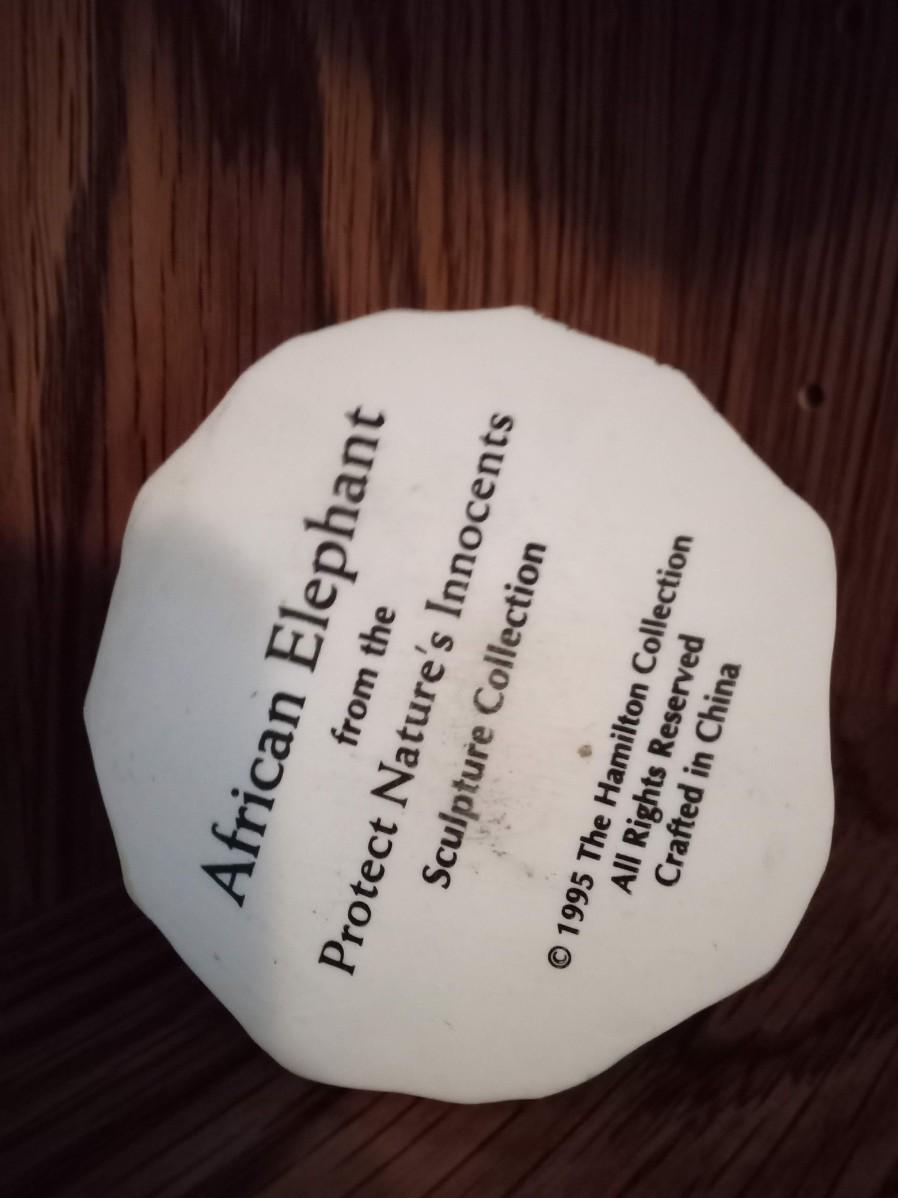 African Elephant
from the
Protect Nature's Innocents
Sculpture Collection
© 1995 The Hamilton Collection
All Rights Reserved
Crafted in China